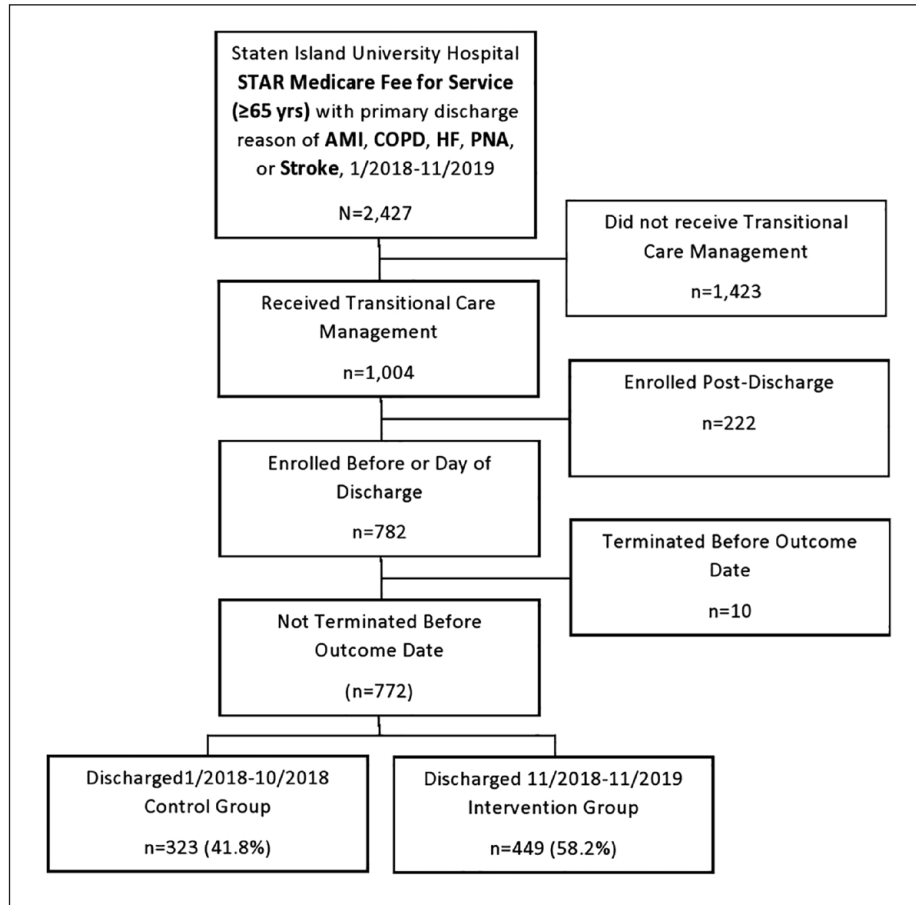 Staten Island University Hospital
STAR Medicare Fee for Service
(≥65 yrs) with primary discharge
reason of AMI, COPD, HF, PNA,
or Stroke, 1/2018-11/2019
N=2,427
Did not receive Transitional
Care Management
n=1,423
Received Transitional Care
Management
n=1,004
Enrolled Post-Discharge
n=222
Enrolled Before or Day of
Discharge
n=782
Terminated Before Outcome
Date
n=10
Not Terminated Before
Outcome Date
(n=772)
Discharged1/2018-10/2018
Control Group
n=323 (41.8%)
Discharged 11/2018-11/2019
Intervention Group
n=449 (58.2%)